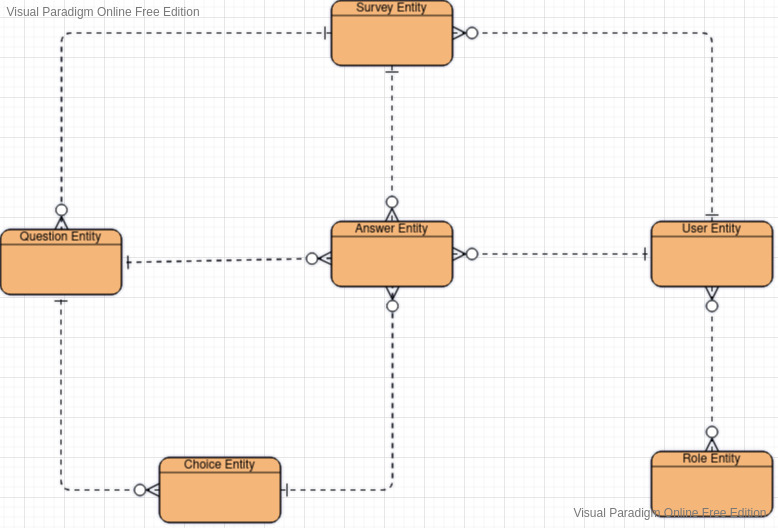 Visual Paradigm Online Free Edition
Survey Entity
Question Entity
Answer Entity
User Entity
Choice Entity
Role Entity
Visual Paradigm Online Free Edition